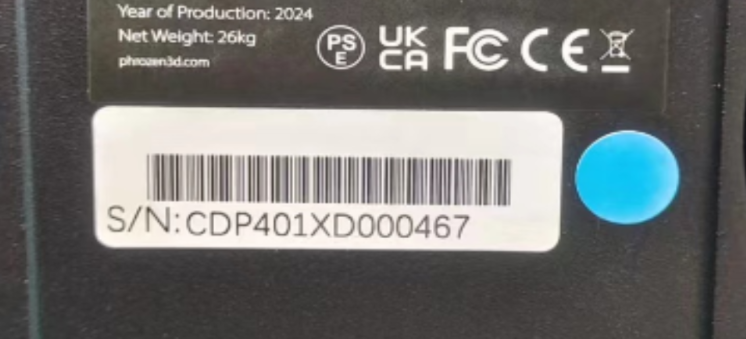 Year of Production: 2024
Net Weight: 26kg
phrozen3d.com
PS
E
UK
CA
FC
CE
S/N:CDP401XD000467